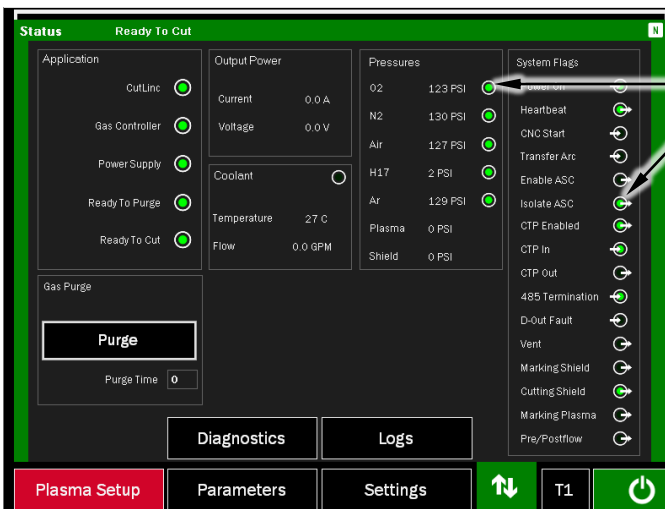 Status Ready To Cut N
Application
CutLinc
Gas Controller
Power Supply
Ready To Purge
Ready To Cut
Output Power
Current 0.0 A
Voltage 0.0 V
Coolant
Temperature 27 C
Flow 0.0 GPM
Pressures
O2 123 PSI
N2 130 PSI
Air 127 PSI
H17 2 PSI
Ar 129 PSI
Plasma 0 PSI
Shield 0 PSI
System Flags
Power On
Heartbeat
CNC Start
Transfer Arc
Enable ASC
Isolate ASC
CTP Enabled
CTP In
CTP Out
485 Termination
D-Out Fault
Vent
Marking Shield
Cutting Shield
Marking Plasma
Pre/Postflow
Gas Purge
Purge
Purge Time 0
Diagnostics Logs
Plasma Setup Parameters Settings T1